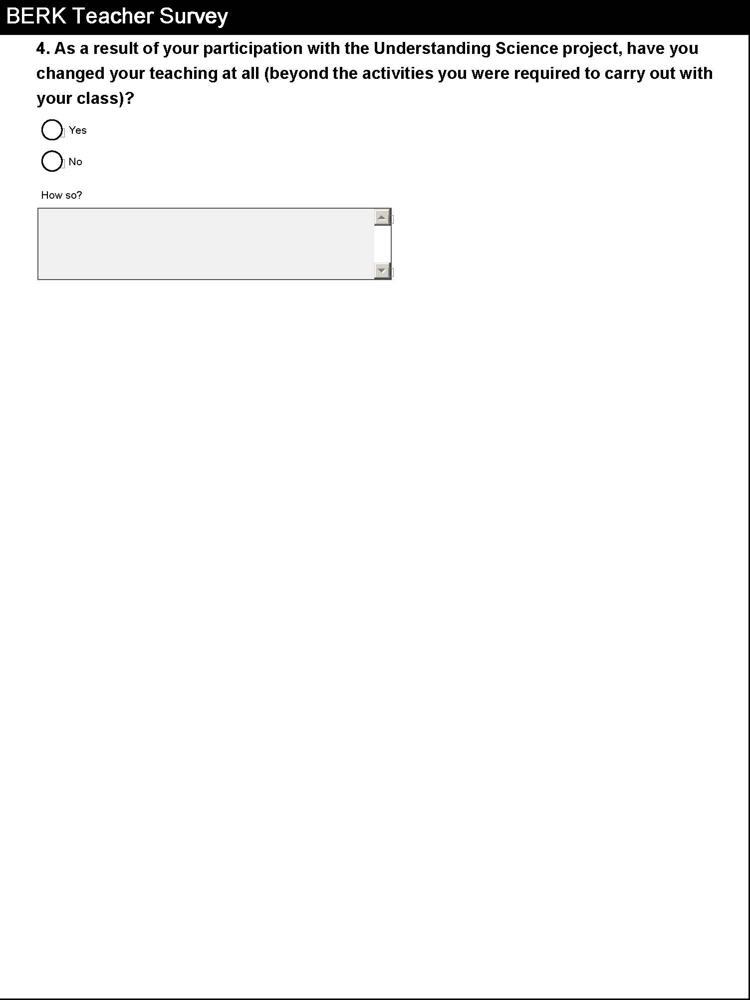 BERK Teacher Survey
4. As a result of your participation with the Understanding Science project, have you
changed your teaching at all (beyond the activities you were required to carry out with
your class)?
Yes
No
How so?